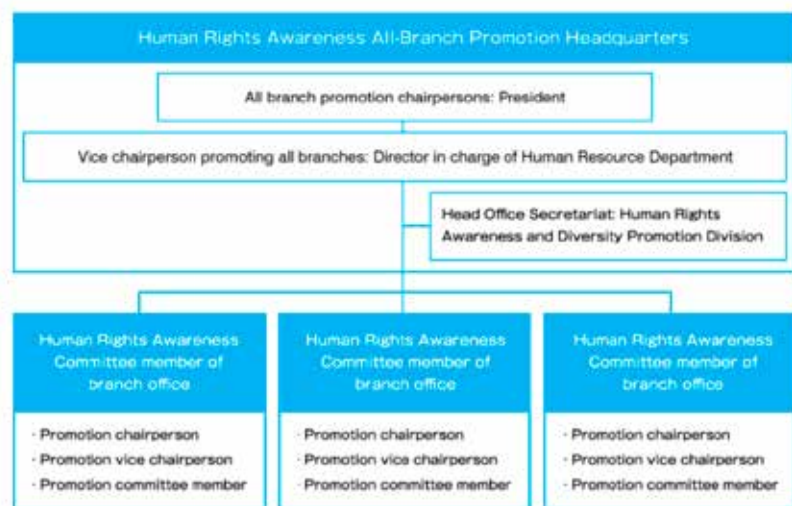 Human Rights Awareness All-Branch Promotion Headquarters
All branch promotion chairpersons: President
Vice chairperson promoting all branches: Director in charge of Human Resource Department
Head Office Secretariat: Human Rights
Awareness and Diversity Promotion Division
Human Rights Awareness
Committee member of
branch office
· Promotion chairperson
· Promotion vice chairperson
· Promotion committee member
Human Rights Awareness
Committee member of
branch office
· Promotion chairperson
· Promotion vice chairperson
· Promotion committee member
Human Rights Awareness
Committee member of
branch office
· Promotion chairperson
· Promotion vice chairperson
· Promotion committee member